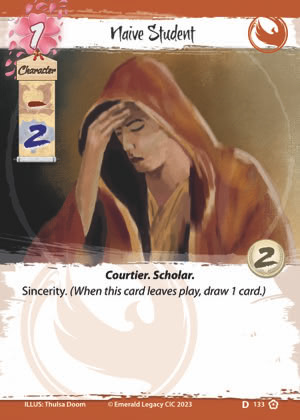 1
Naive Student
Character
–
2
2
Courtier. Scholar.
Sincerity. (When this card leaves play, draw 1 card.)
ILLUS: Thulsa Doom
© Emerald Legacy CIC 2023
D 133